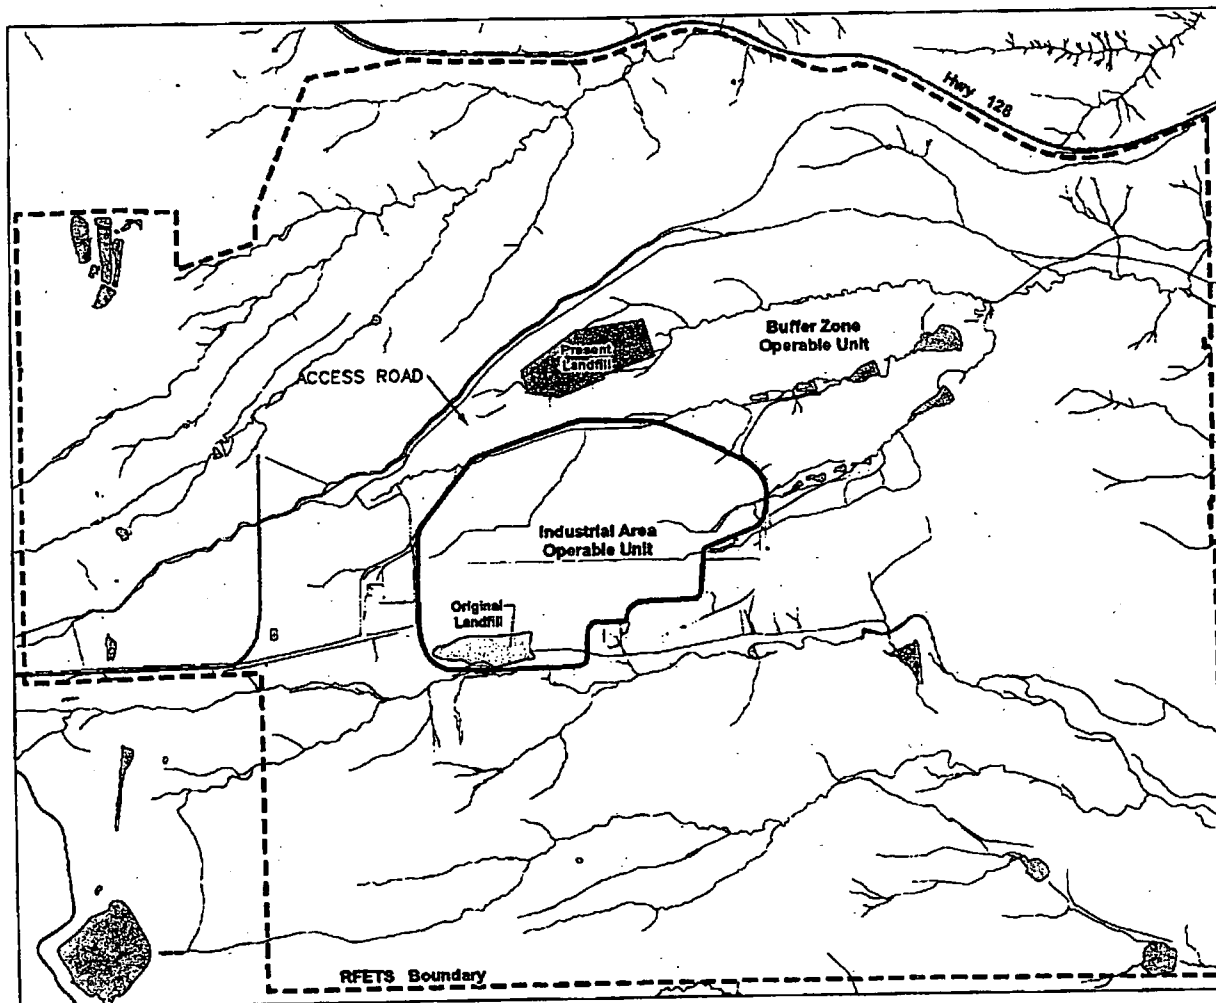 Hwy 128
Buffer Zone
Operable Unit
Present
Landfill
ACCESS ROAD
Industrial Area
Operable Unit
Original
Landfill
RFETS Boundary